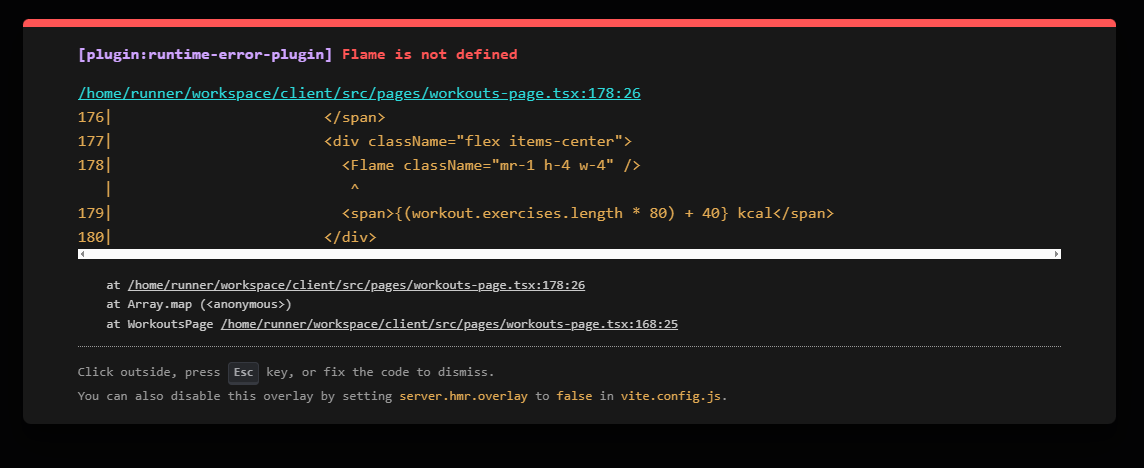 [plugin:runtime-error-plugin] Flame is not defined
/home/runner/workspace/client/src/pages/workouts-page.tsx:178:26
176|                        </span>
177|                        <div className="flex items-center">
178|                          <Flame className="mr-1 h-4 w-4" />
   |                           ^
179|                          <span>{(workout.exercises.length * 80) + 40} kcal</span>
180|                        </div>
at /home/runner/workspace/client/src/pages/workouts-page.tsx:178:26
at Array.map (<anonymous>)
at WorkoutsPage /home/runner/workspace/client/src/pages/workouts-page.tsx:168:25
Click outside, press Esc key, or fix the code to dismiss.
You can also disable this overlay by setting server.hmr.overlay to false in vite.config.js.